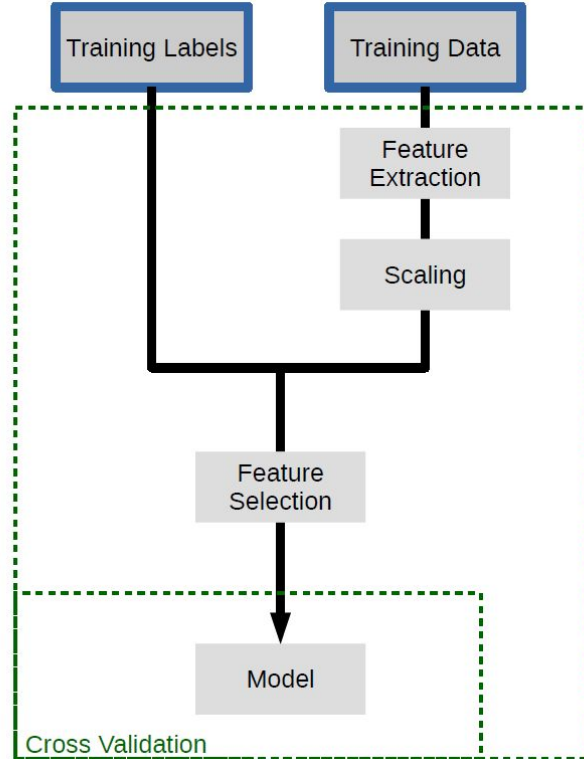 Training Labels
Training Data
Feature
Extraction
Scaling
Feature
Selection
Model
Cross Validation